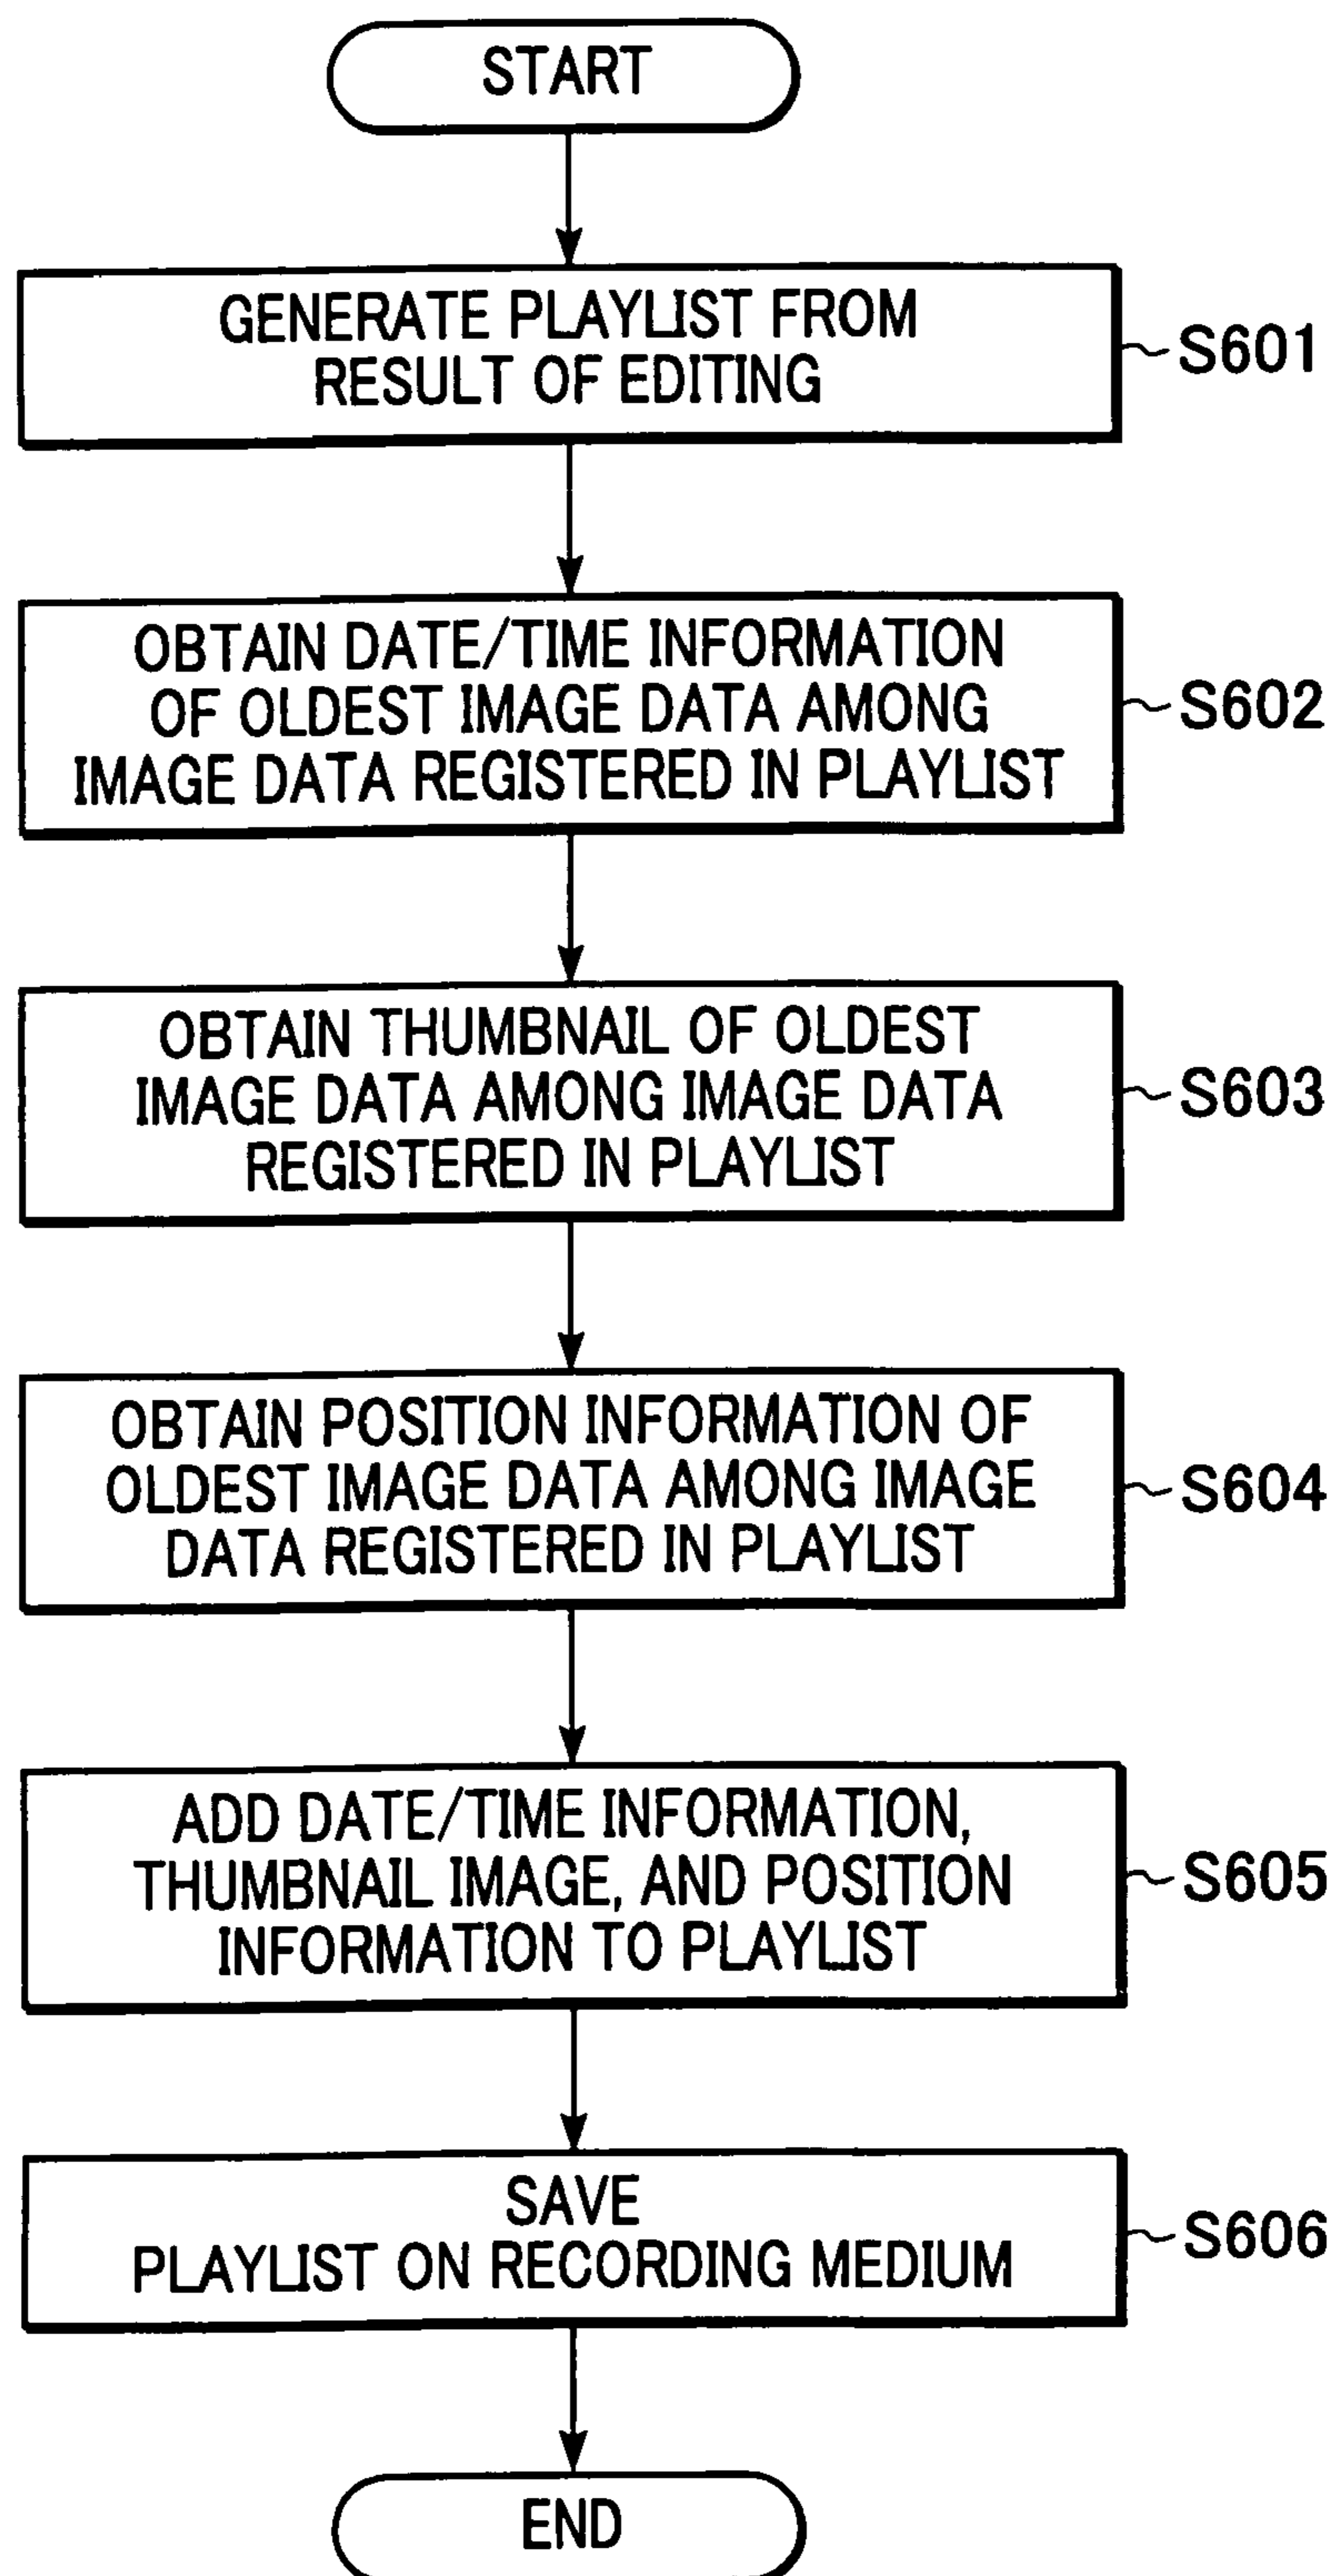 START
GENERATE PLAYLIST FROM
RESULT OF EDITING
S601
OBTAIN DATE/TIME INFORMATION
OF OLDEST IMAGE DATA AMONG
IMAGE DATA REGISTERED IN PLAYLIST
S602
OBTAIN THUMBNAIL OF OLDEST
IMAGE DATA AMONG IMAGE DATA
REGISTERED IN PLAYLIST
S603
OBTAIN POSITION INFORMATION OF
OLDEST IMAGE DATA AMONG IMAGE
DATA REGISTERED IN PLAYLIST
S604
ADD DATE/TIME INFORMATION,
THUMBNAIL IMAGE, AND POSITION
INFORMATION TO PLAYLIST
S605
SAVE
PLAYLIST ON RECORDING MEDIUM
S606
END